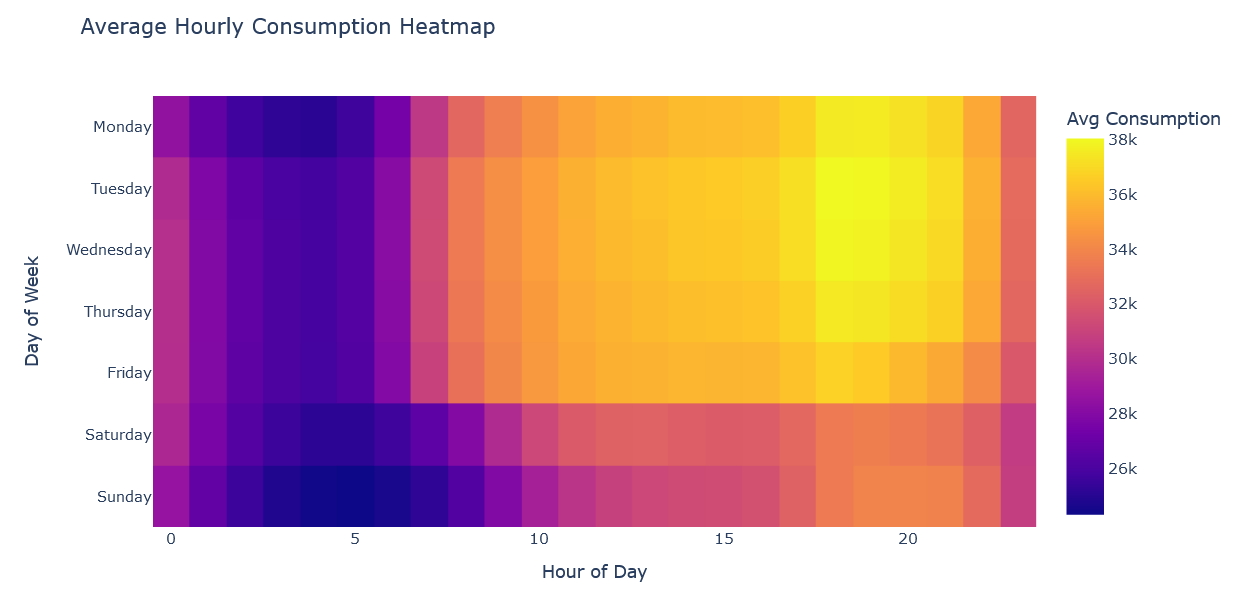 Average Hourly Consumption Heatmap
Avg Consumption
38k
36k
34k
32k
30k
28k
26k
Day of Week
Monday
Tuesday
Wednesday
Thursday
Friday
Saturday
Sunday
0 5 10 15 20
Hour of Day